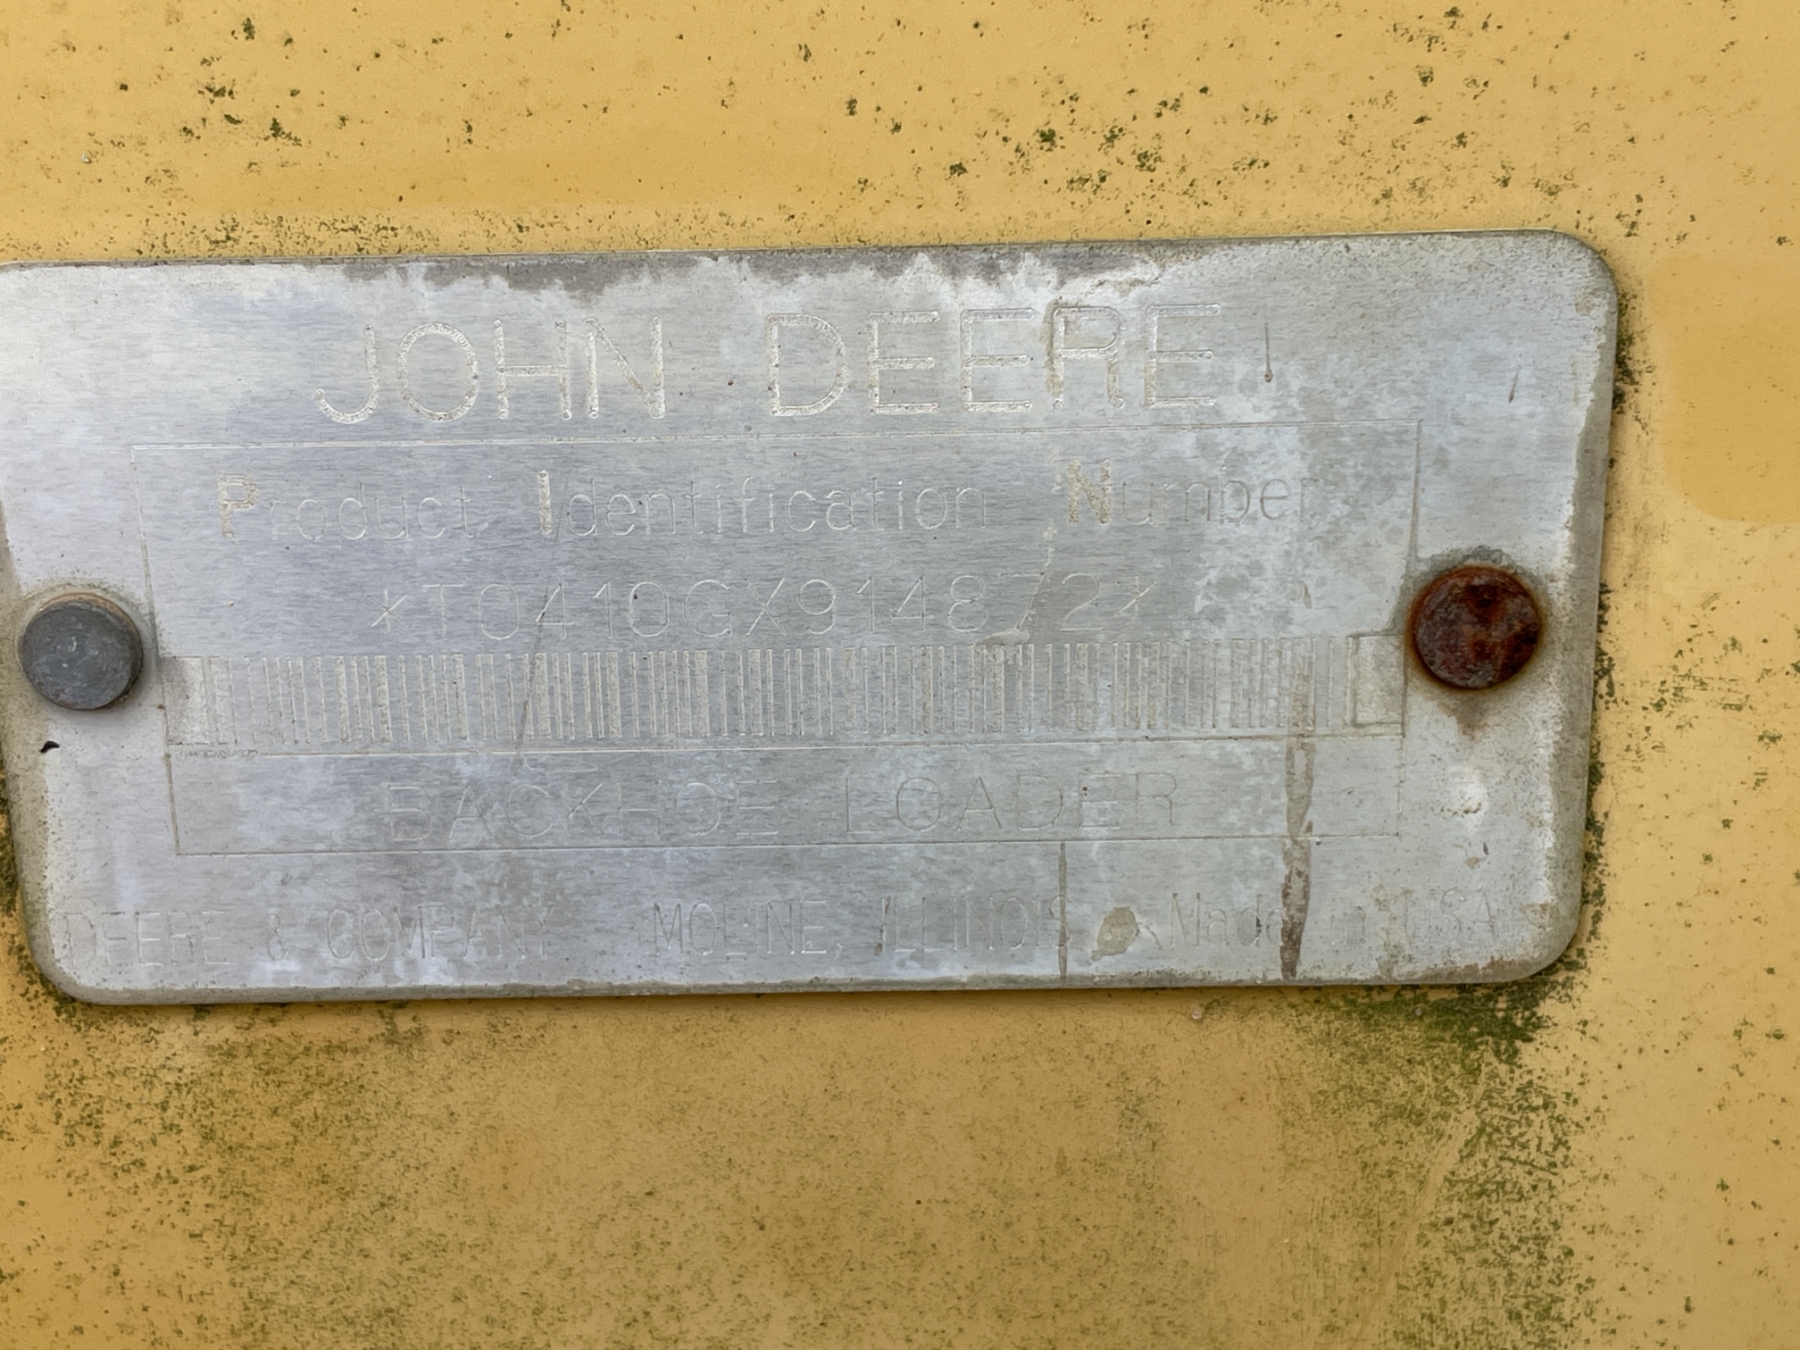 JOHN DEERE
Product Identification Number
*T0410GX914872*
BACKHOE LOADER
DEERE & COMPANY MOLINE, ILLINOIS Made in USA